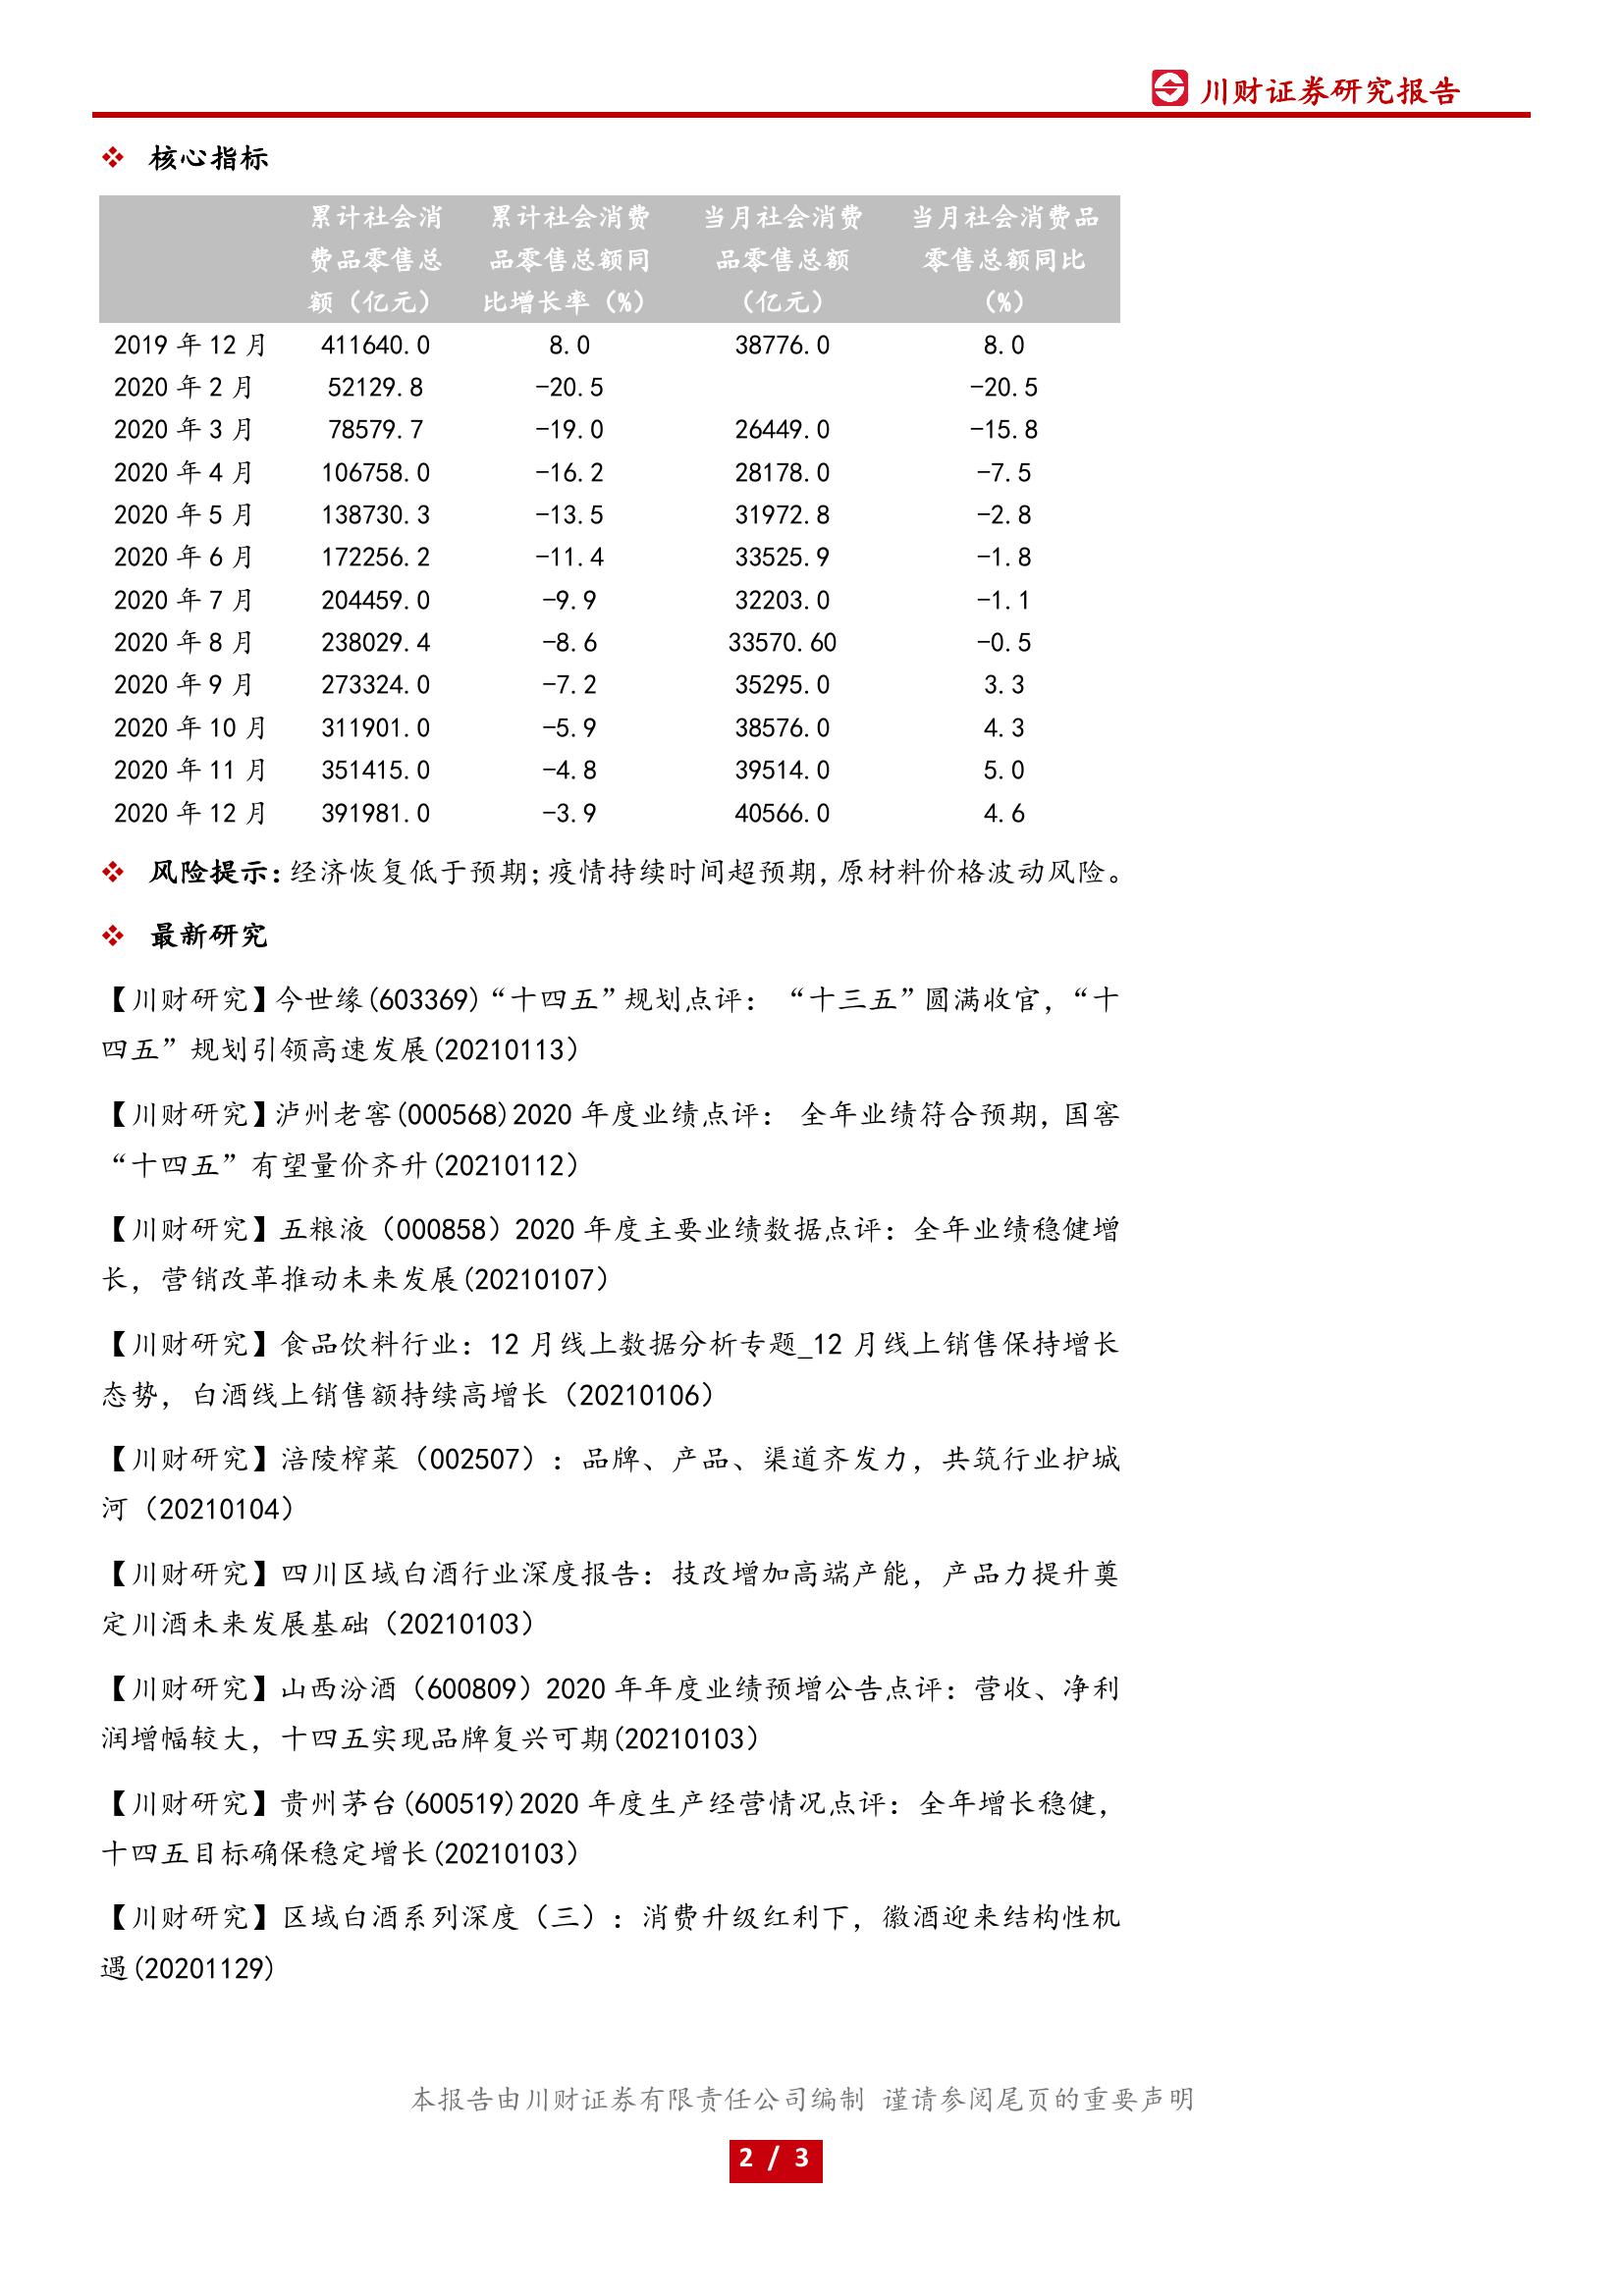 川财证券研究报告
核心指标
累计社会消 累计社会消费 当月社会消费 当月社会消费品
费品零售总 品零售总额同 品零售总额 零售总额同比
额（亿元） 比增长率（%） （亿元） （%）
2019 年 12 月 411640.0 8.0 38776.0 8.0
2020 年 2 月 52129.8 -20.5 -20.5
2020 年 3 月 78579.7 -19.0 26449.0 -15.8
2020 年 4 月 106758.0 -16.2 28178.0 -7.5
2020 年 5 月 138730.3 -13.5 31972.8 -2.8
2020 年 6 月 172256.2 -11.4 33525.9 -1.8
2020 年 7 月 204459.0 -9.9 32203.0 -1.1
2020 年 8 月 238029.4 -8.6 33570.60 -0.5
2020 年 9 月 273324.0 -7.2 35295.0 3.3
2020 年 10 月 311901.0 -5.9 38576.0 4.3
2020 年 11 月 351415.0 -4.8 39514.0 5.0
2020 年 12 月 391981.0 -3.9 40566.0 4.6
风险提示：经济恢复低于预期；疫情持续时间超预期，原材料价格波动风险。
最新研究
【川财研究】今世缘(603369)“十四五”规划点评： “十三五”圆满收官，“十
四五”规划引领高速发展(20210113）
【川财研究】泸州老窖(000568)2020 年度业绩点评： 全年业绩符合预期，国窖
“十四五”有望量价齐升(20210112）
【川财研究】五粮液（000858）2020 年度主要业绩数据点评：全年业绩稳健增
长，营销改革推动未来发展(20210107）
【川财研究】食品饮料行业：12 月线上数据分析专题_12 月线上销售保持增长
态势，白酒线上销售额持续高增长（20210106）
【川财研究】涪陵榨菜（002507）：品牌、产品、渠道齐发力，共筑行业护城
河（20210104）
【川财研究】四川区域白酒行业深度报告：技改增加高端产能，产品力提升奠
定川酒未来发展基础（20210103）
【川财研究】山西汾酒（600809）2020 年年度业绩预增公告点评：营收、净利
润增幅较大，十四五实现品牌复兴可期(20210103）
【川财研究】贵州茅台(600519)2020 年度生产经营情况点评：全年增长稳健，
十四五目标确保稳定增长(20210103）
【川财研究】区域白酒系列深度（三）：消费升级红利下，徽酒迎来结构性机
遇(20201129)
本报告由川财证券有限责任公司编制 谨请参阅尾页的重要声明
2 / 3